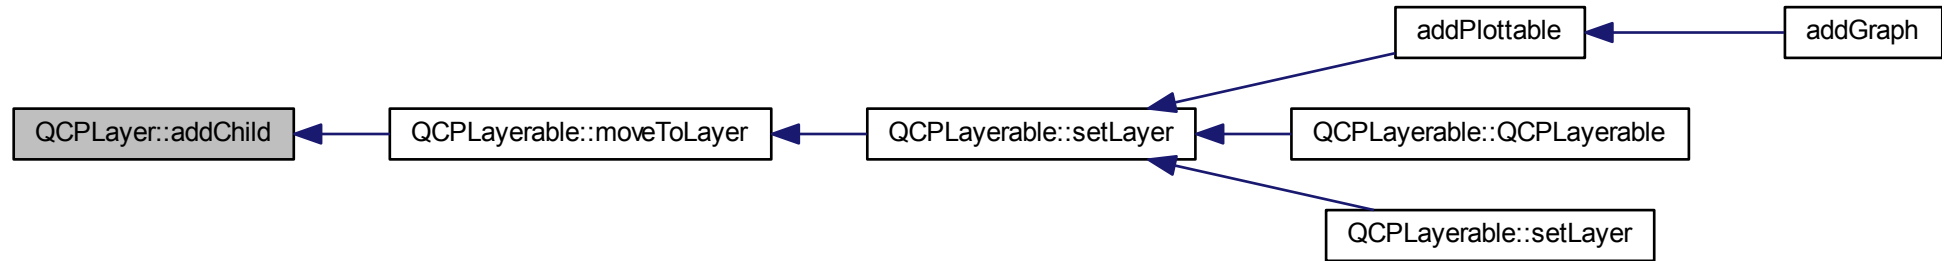 addPlottable
addGraph
QCPLayer::addChild
QCPLayerable::moveToLayer
QCPLayerable::setLayer
QCPLayerable::QCPLayerable
QCPLayerable::setLayer